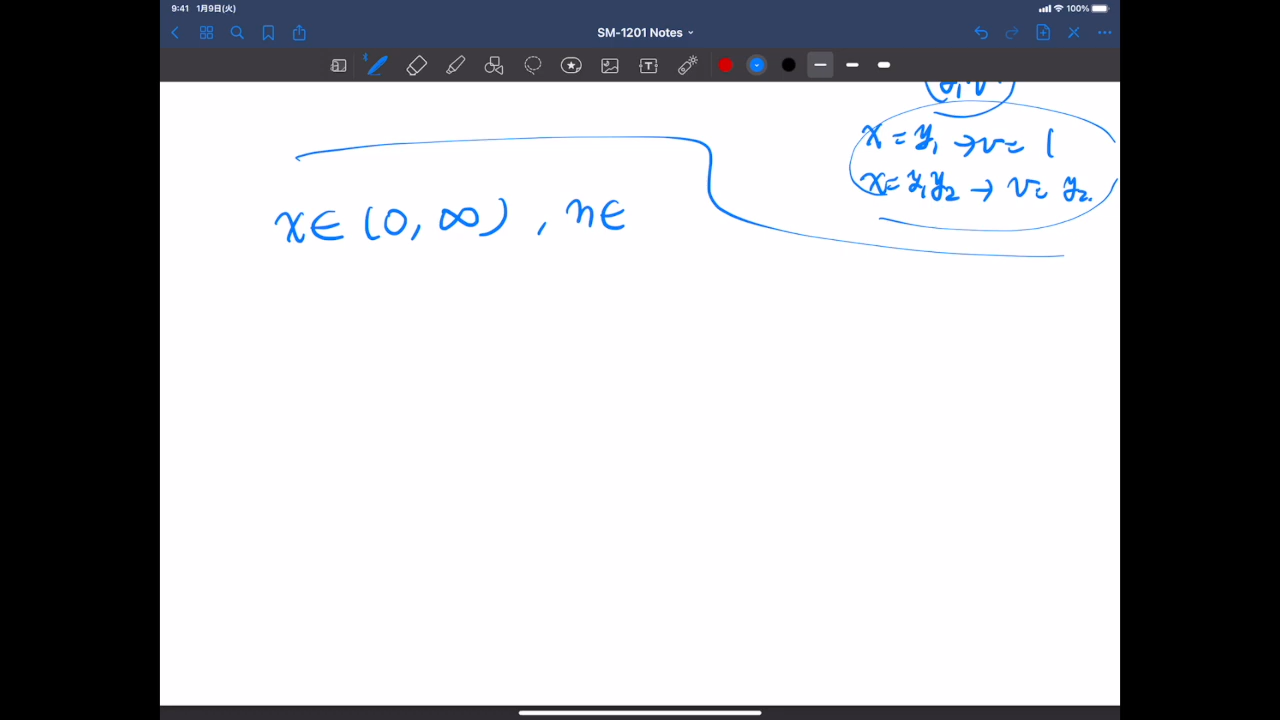 9:41 1月9日(火) 100%
SM-1201 Notes
x = y₁ → v = 1
x = y₁y₂ → v = y₂.
x ∈ (0, ∞) , n ∈